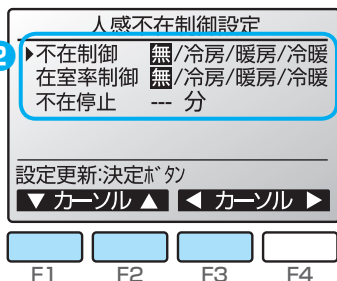 人感不在制御設定
2
▶不在制御 無/冷房/暖房/冷暖
在室率制御 無/冷房/暖房/冷暖
不在停止 --- 分
設定更新:決定ﾎﾞﾀﾝ
▼ カーソル ▲ ◀ カーソル ▶
F1 F2 F3 F4